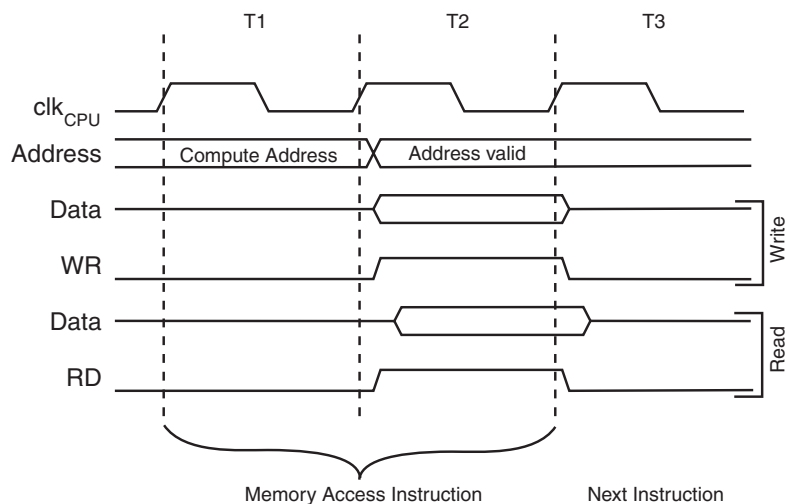 T1 T2 T3
clkCPU
Address Compute Address Address valid
Data
WR
Write
Data
RD
Read
Memory Access Instruction Next Instruction